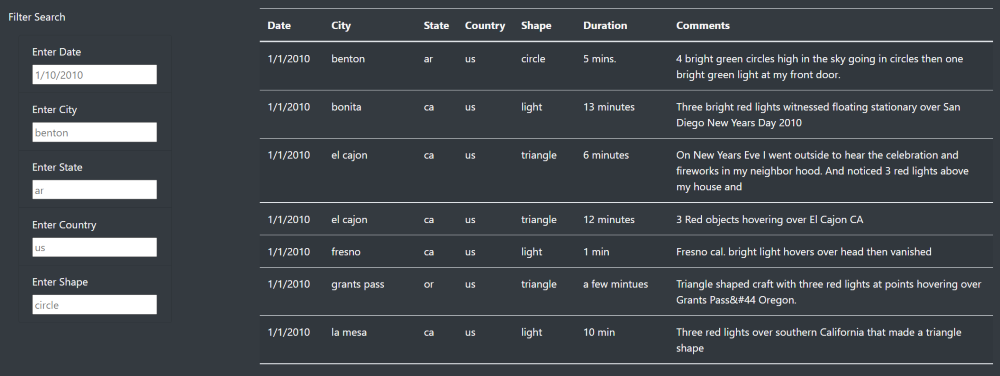 Filter Search
Enter Date
1/10/2010
Enter City
benton
Enter State
ar
Enter Country
us
Enter Shape
circle
Date City State Country Shape Duration Comments
1/1/2010 benton ar us circle 5 mins. 4 bright green circles high in the sky going in circles then one
bright green light at my front door.
1/1/2010 bonita ca us light 13 minutes Three bright red lights witnessed floating stationary over San
Diego New Years Day 2010
1/1/2010 el cajon ca us triangle 6 minutes On New Years Eve I went outside to hear the celebration and
fireworks in my neighbor hood. And noticed 3 red lights above
my house and
1/1/2010 el cajon ca us triangle 12 minutes 3 Red objects hovering over El Cajon CA
1/1/2010 fresno ca us light 1 min Fresno cal. bright light hovers over head then vanished
1/1/2010 grants pass or us triangle a few mintues Triangle shaped craft with three red lights at points hovering over
Grants Pass&#44 Oregon.
1/1/2010 la mesa ca us light 10 min Three red lights over southern California that made a triangle
shape